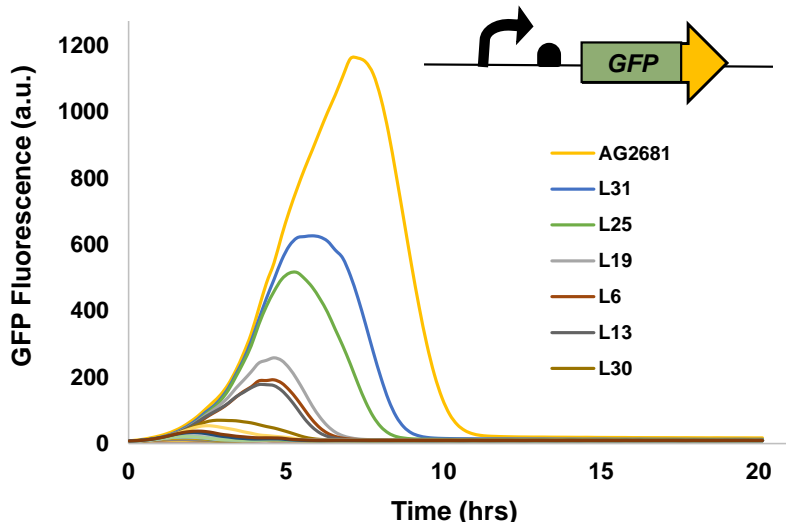 GFP Fluorescence (a.u.)
1200
1000
800
600
400
200
0
0 5 10 15 20
Time (hrs)
GFP
AG2681
L31
L25
L19
L6
L13
L30